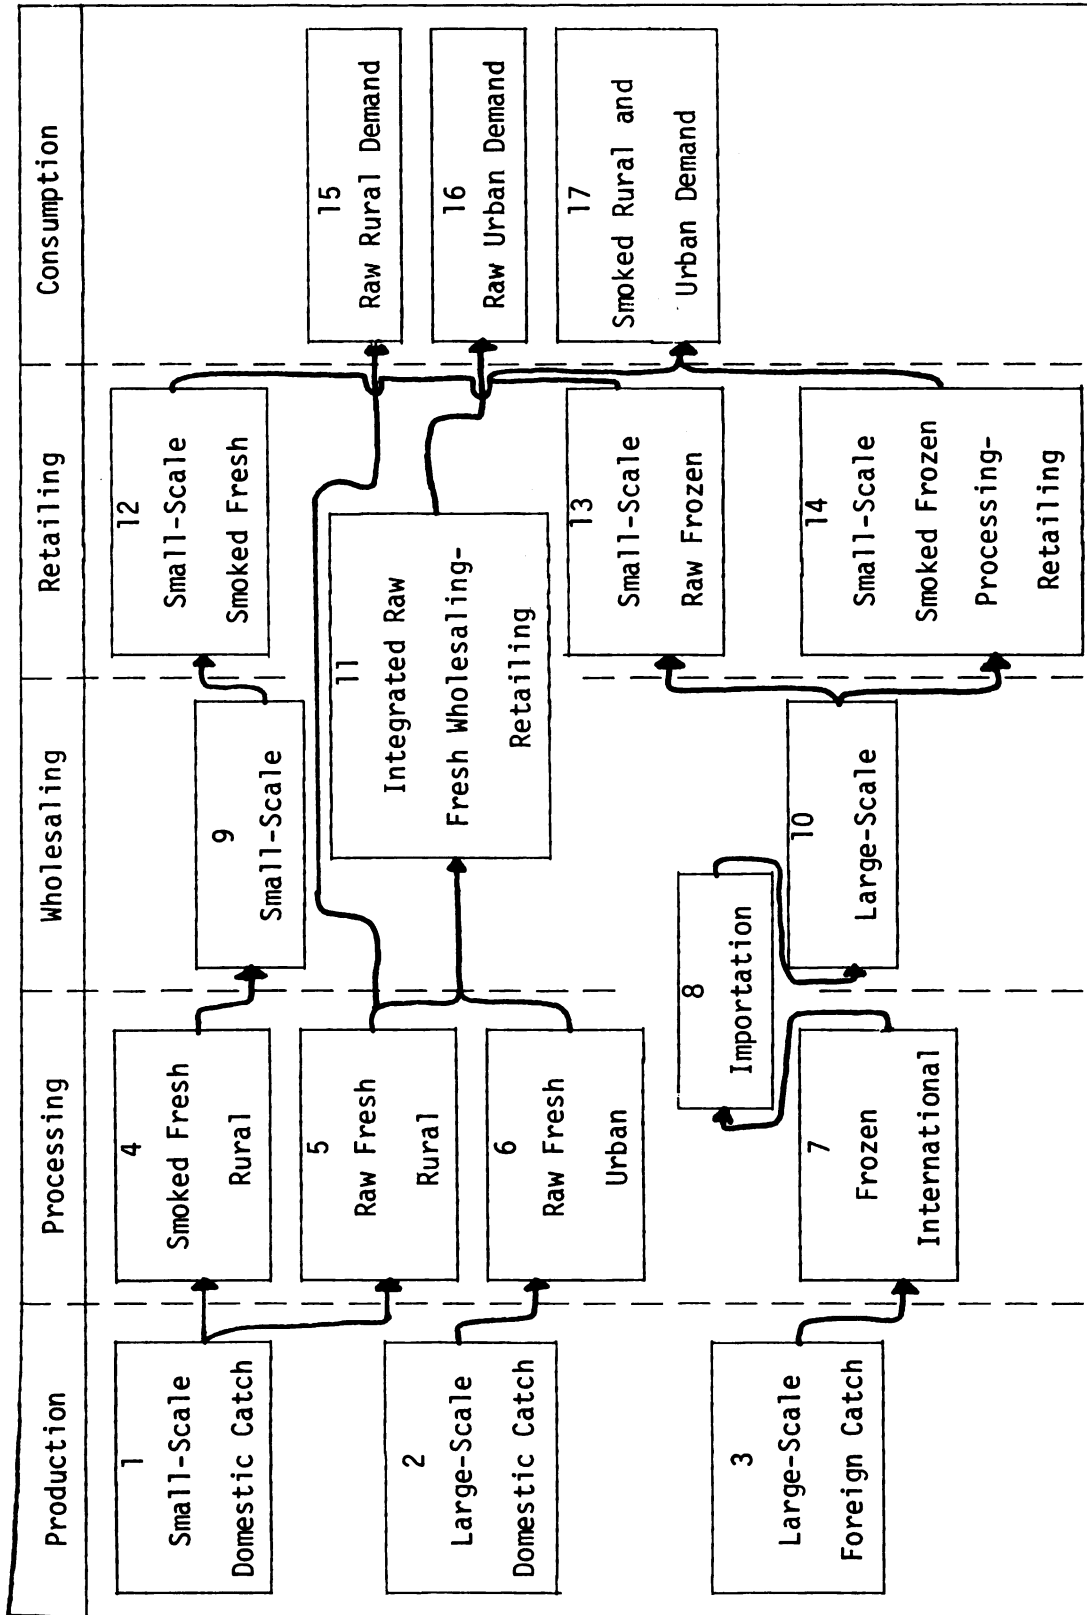 Production
Processing
Wholesaling
Retailing
Consumption
1
Small-Scale
Domestic Catch
2
Large-Scale
Domestic Catch
3
Large-Scale
Foreign Catch
4
Smoked Fresh
Rural
5
Raw Fresh
Rural
6
Raw Fresh
Urban
7
Frozen
International
8
Importation
9
Small-Scale
10
Large-Scale
11
Integrated Raw
Fresh Wholesaling-
Retailing
12
Small-Scale
Smoked Fresh
13
Small-Scale
Raw Frozen
14
Small-Scale
Smoked Frozen
Processing-
Retailing
15
Raw Rural Demand
16
Raw Urban Demand
17
Smoked Rural and
Urban Demand